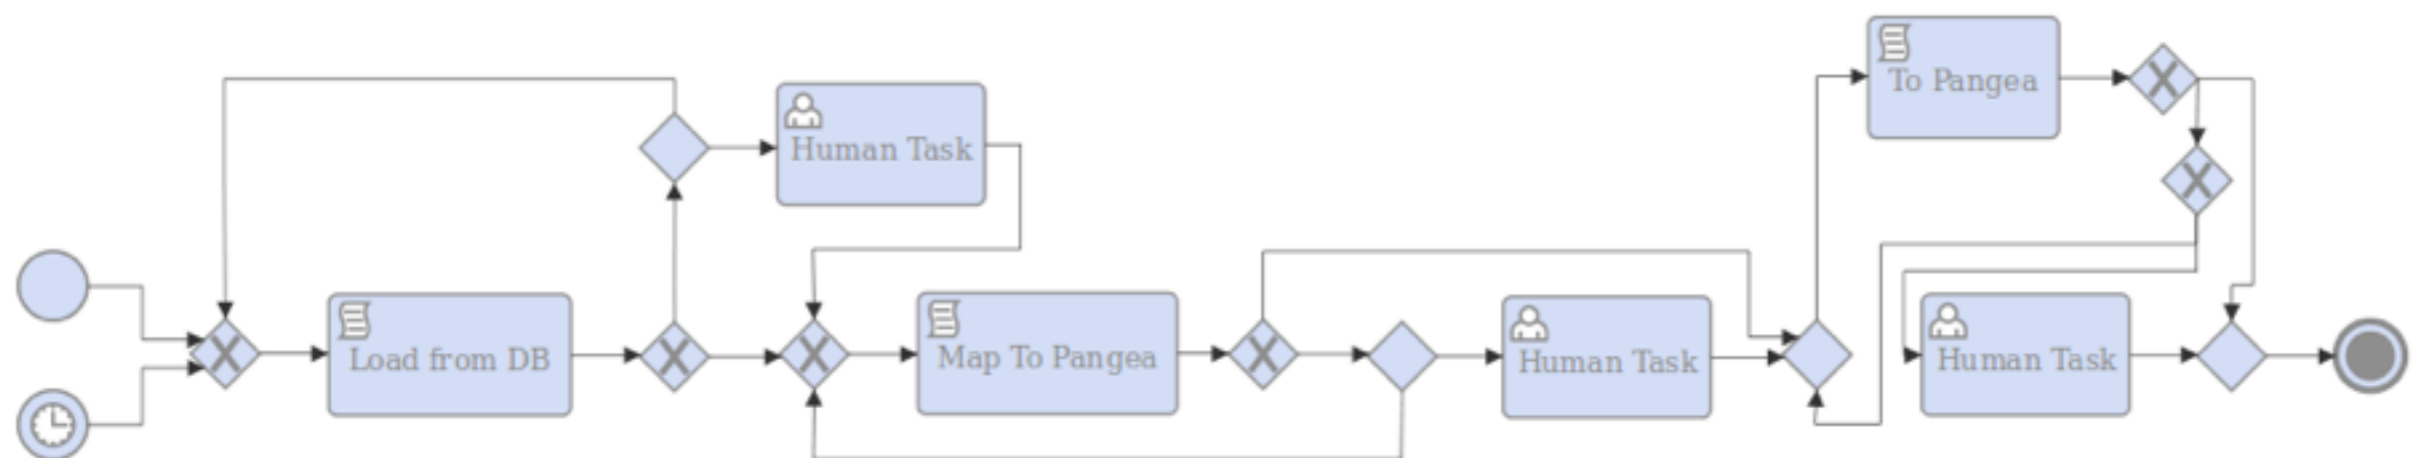 To Pangea
Human Task
Load from DB
Map To Pangea
Human Task
Human Task